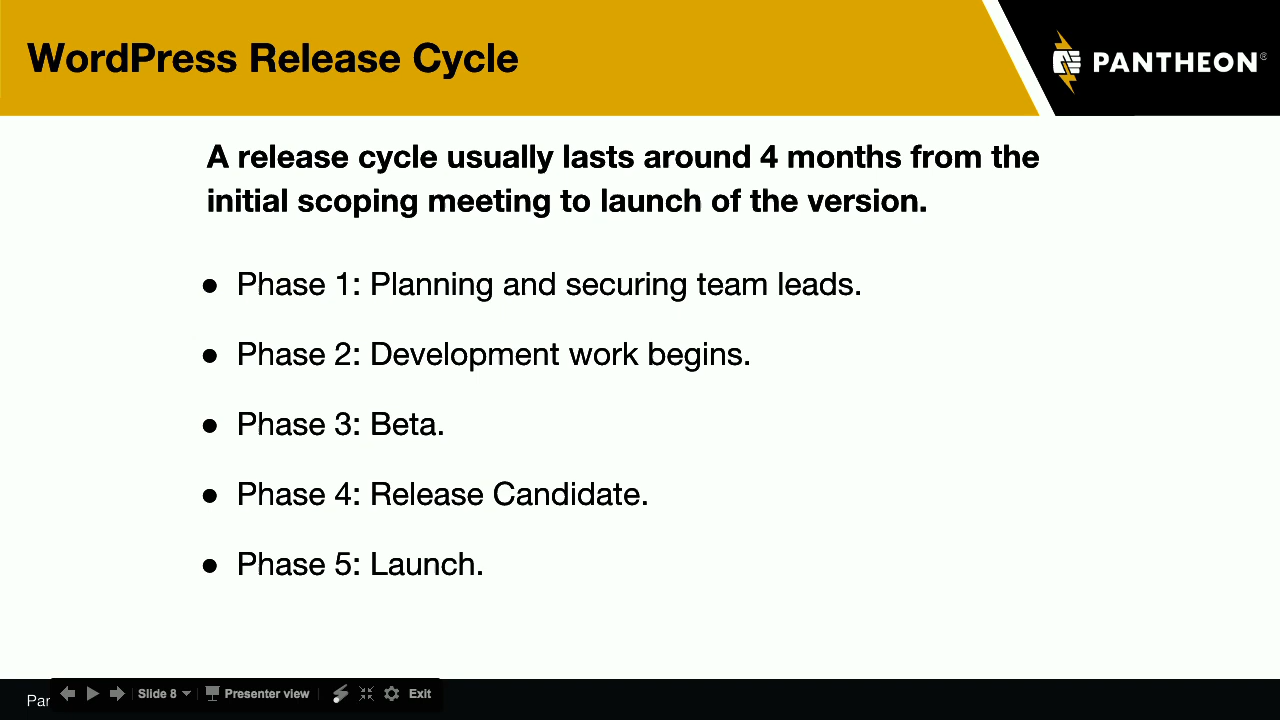 WordPress Release Cycle
PANTHEON®
A release cycle usually lasts around 4 months from the
initial scoping meeting to launch of the version.
● Phase 1: Planning and securing team leads.
● Phase 2: Development work begins.
● Phase 3: Beta.
● Phase 4: Release Candidate.
● Phase 5: Launch.
Slide 8 Presenter view Exit